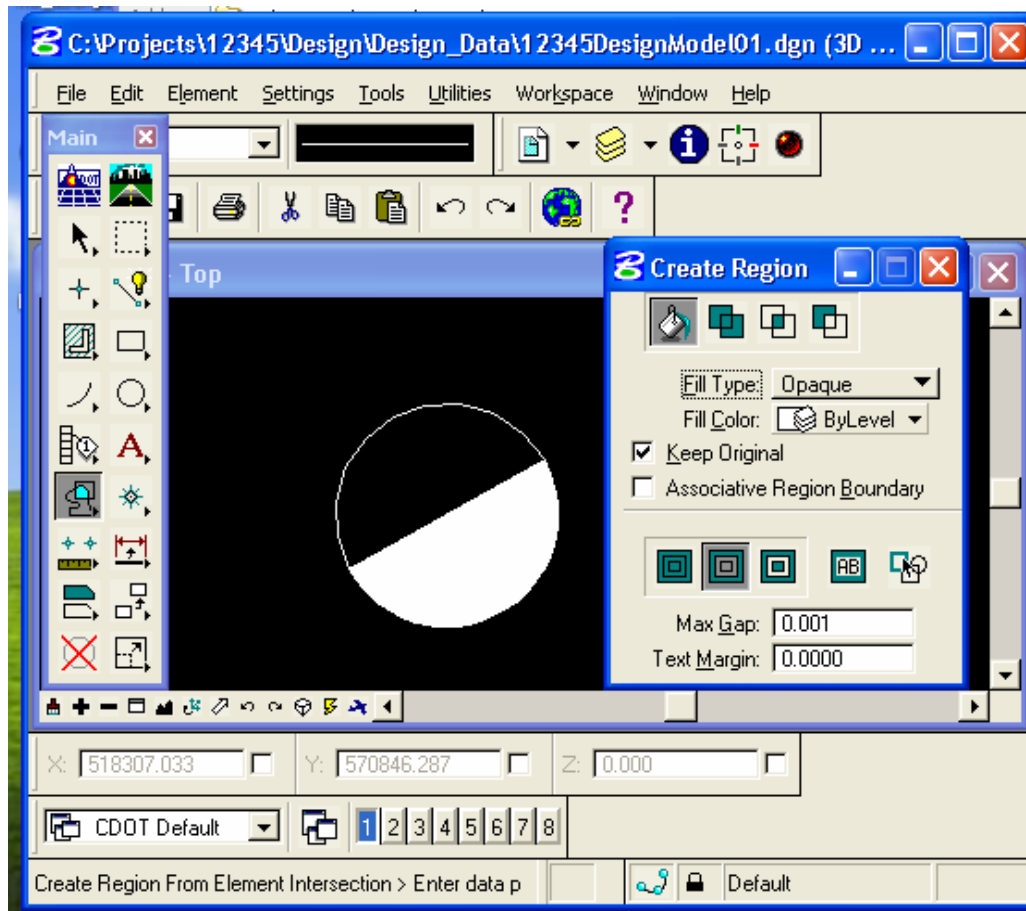 C:\Projects\12345\Design\Design_Data\12345DesignModel01.dgn (3D ...
File Edit Element Settings Tools Utilities Workspace Window Help
Main
Top
Create Region
Fill Type: Opaque
Fill Color: ByLevel
Keep Original
Associative Region Boundary
AB
Max Gap: 0.001
Text Margin: 0.0000
X: 518307.033 Y: 570846.287 Z: 0.000
CDOT Default 1 2 3 4 5 6 7 8
Create Region From Element Intersection > Enter data p Default